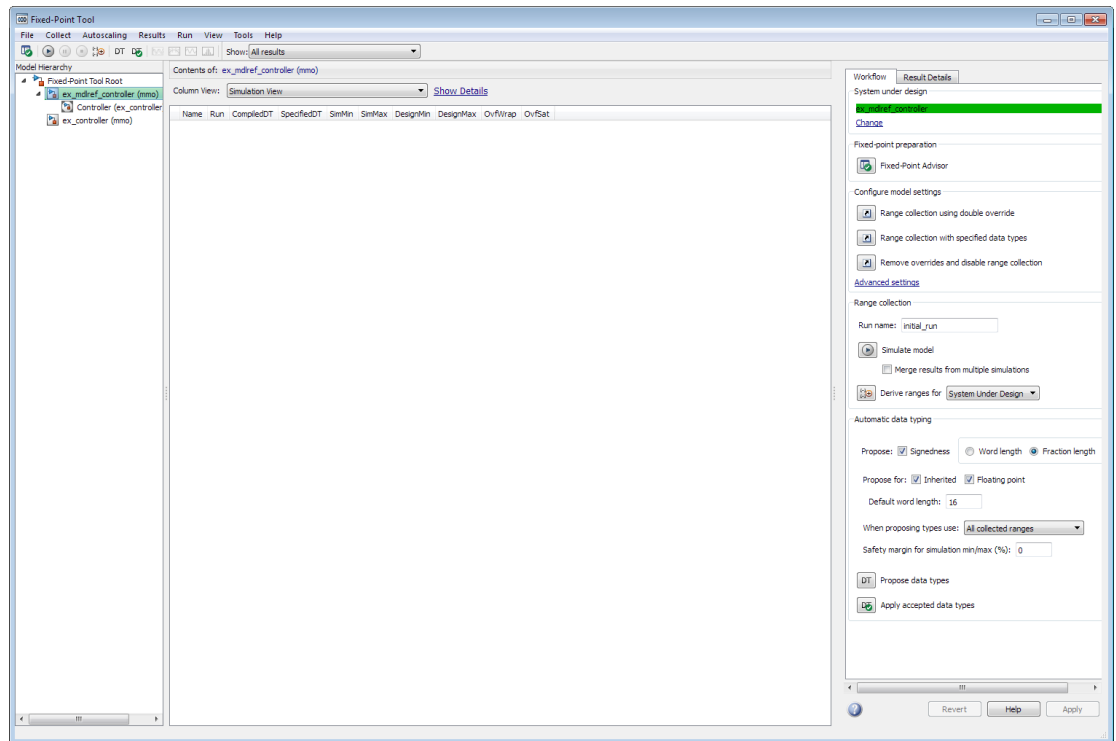 Fixed-Point Tool
File Collect Autoscaling Results Run View Tools Help
DT Show: All results
Model Hierarchy
Fixed-Point Tool Root
ex_mdlref_controller (mmo)
Controller (ex_controller
ex_controller (mmo)
Contents of: ex_mdlref_controller (mmo)
Column View: Simulation View Show Details
Name Run CompiledDT SpecifiedDT SimMin SimMax DesignMin DesignMax OvfWrap OvfSat
Workflow Result Details
System under design
ex_mdlref_controller
Change
Fixed-point preparation
Fixed-Point Advisor
Configure model settings
Range collection using double override
Range collection with specified data types
Remove overrides and disable range collection
Advanced settings
Range collection
Run name: initial_run
Simulate model
Merge results from multiple simulations
Derive ranges for System Under Design
Automatic data typing
Propose: Signedness Word length Fraction length
Propose for: Inherited Floating point
Default word length: 16
When proposing types use: All collected ranges
Safety margin for simulation min/max (%): 0
DT Propose data types
DT Apply accepted data types
Revert Help Apply